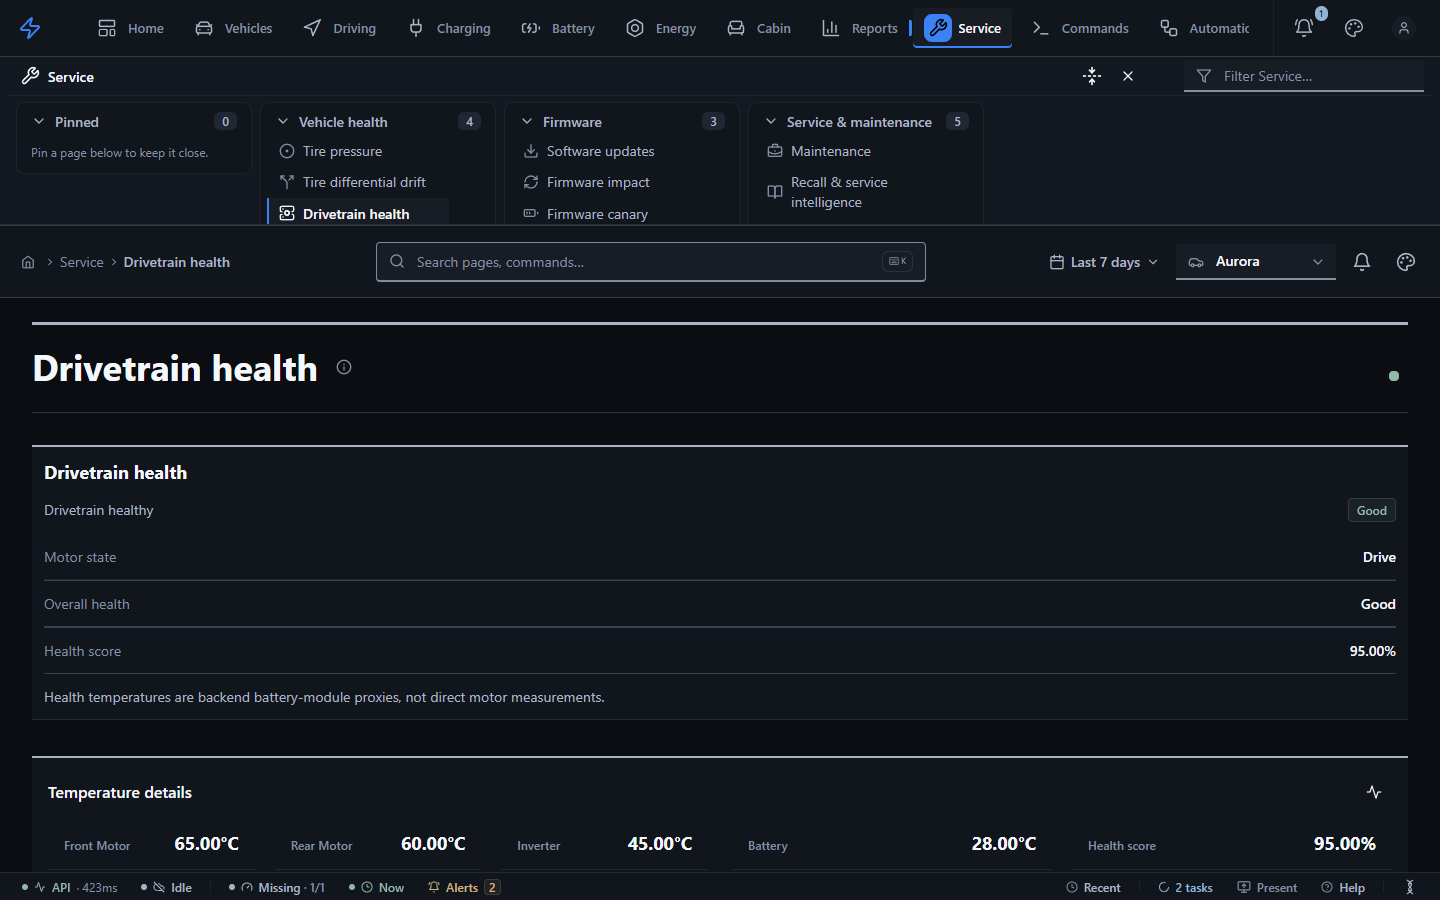 Home
Vehicles
Driving
Charging
Battery
Energy
Cabin
Reports
Service
Commands
Automatic
1
Service
Filter Service...
Pinned 0
Pin a page below to keep it close.
Vehicle health 4
Tire pressure
Tire differential drift
Drivetrain health
Firmware 3
Software updates
Firmware impact
Firmware canary
Service & maintenance 5
Maintenance
Recall & service
intelligence
Service
Drivetrain health
Search pages, commands...
K
Last 7 days
Aurora
Drivetrain health
Drivetrain health
Drivetrain healthy Good
Motor state Drive
Overall health Good
Health score 95.00%
Health temperatures are backend battery-module proxies, not direct motor measurements.
Temperature details
Front Motor 65.00°C
Rear Motor 60.00°C
Inverter 45.00°C
Battery 28.00°C
Health score 95.00%
API · 423ms
Idle
Missing · 1/1
Now
Alerts 2
Recent
2 tasks
Present
Help